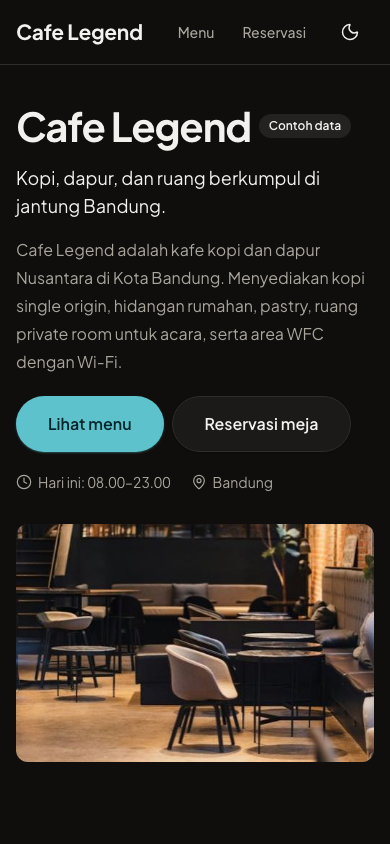 Cafe Legend Menu Reservasi
Cafe Legend Contoh data
Kopi, dapur, dan ruang berkumpul di
jantung Bandung.
Cafe Legend adalah kafe kopi dan dapur
Nusantara di Kota Bandung. Menyediakan kopi
single origin, hidangan rumahan, pastry, ruang
private room untuk acara, serta area WFC
dengan Wi-Fi.
Lihat menu Reservasi meja
Hari ini: 08.00–23.00 Bandung